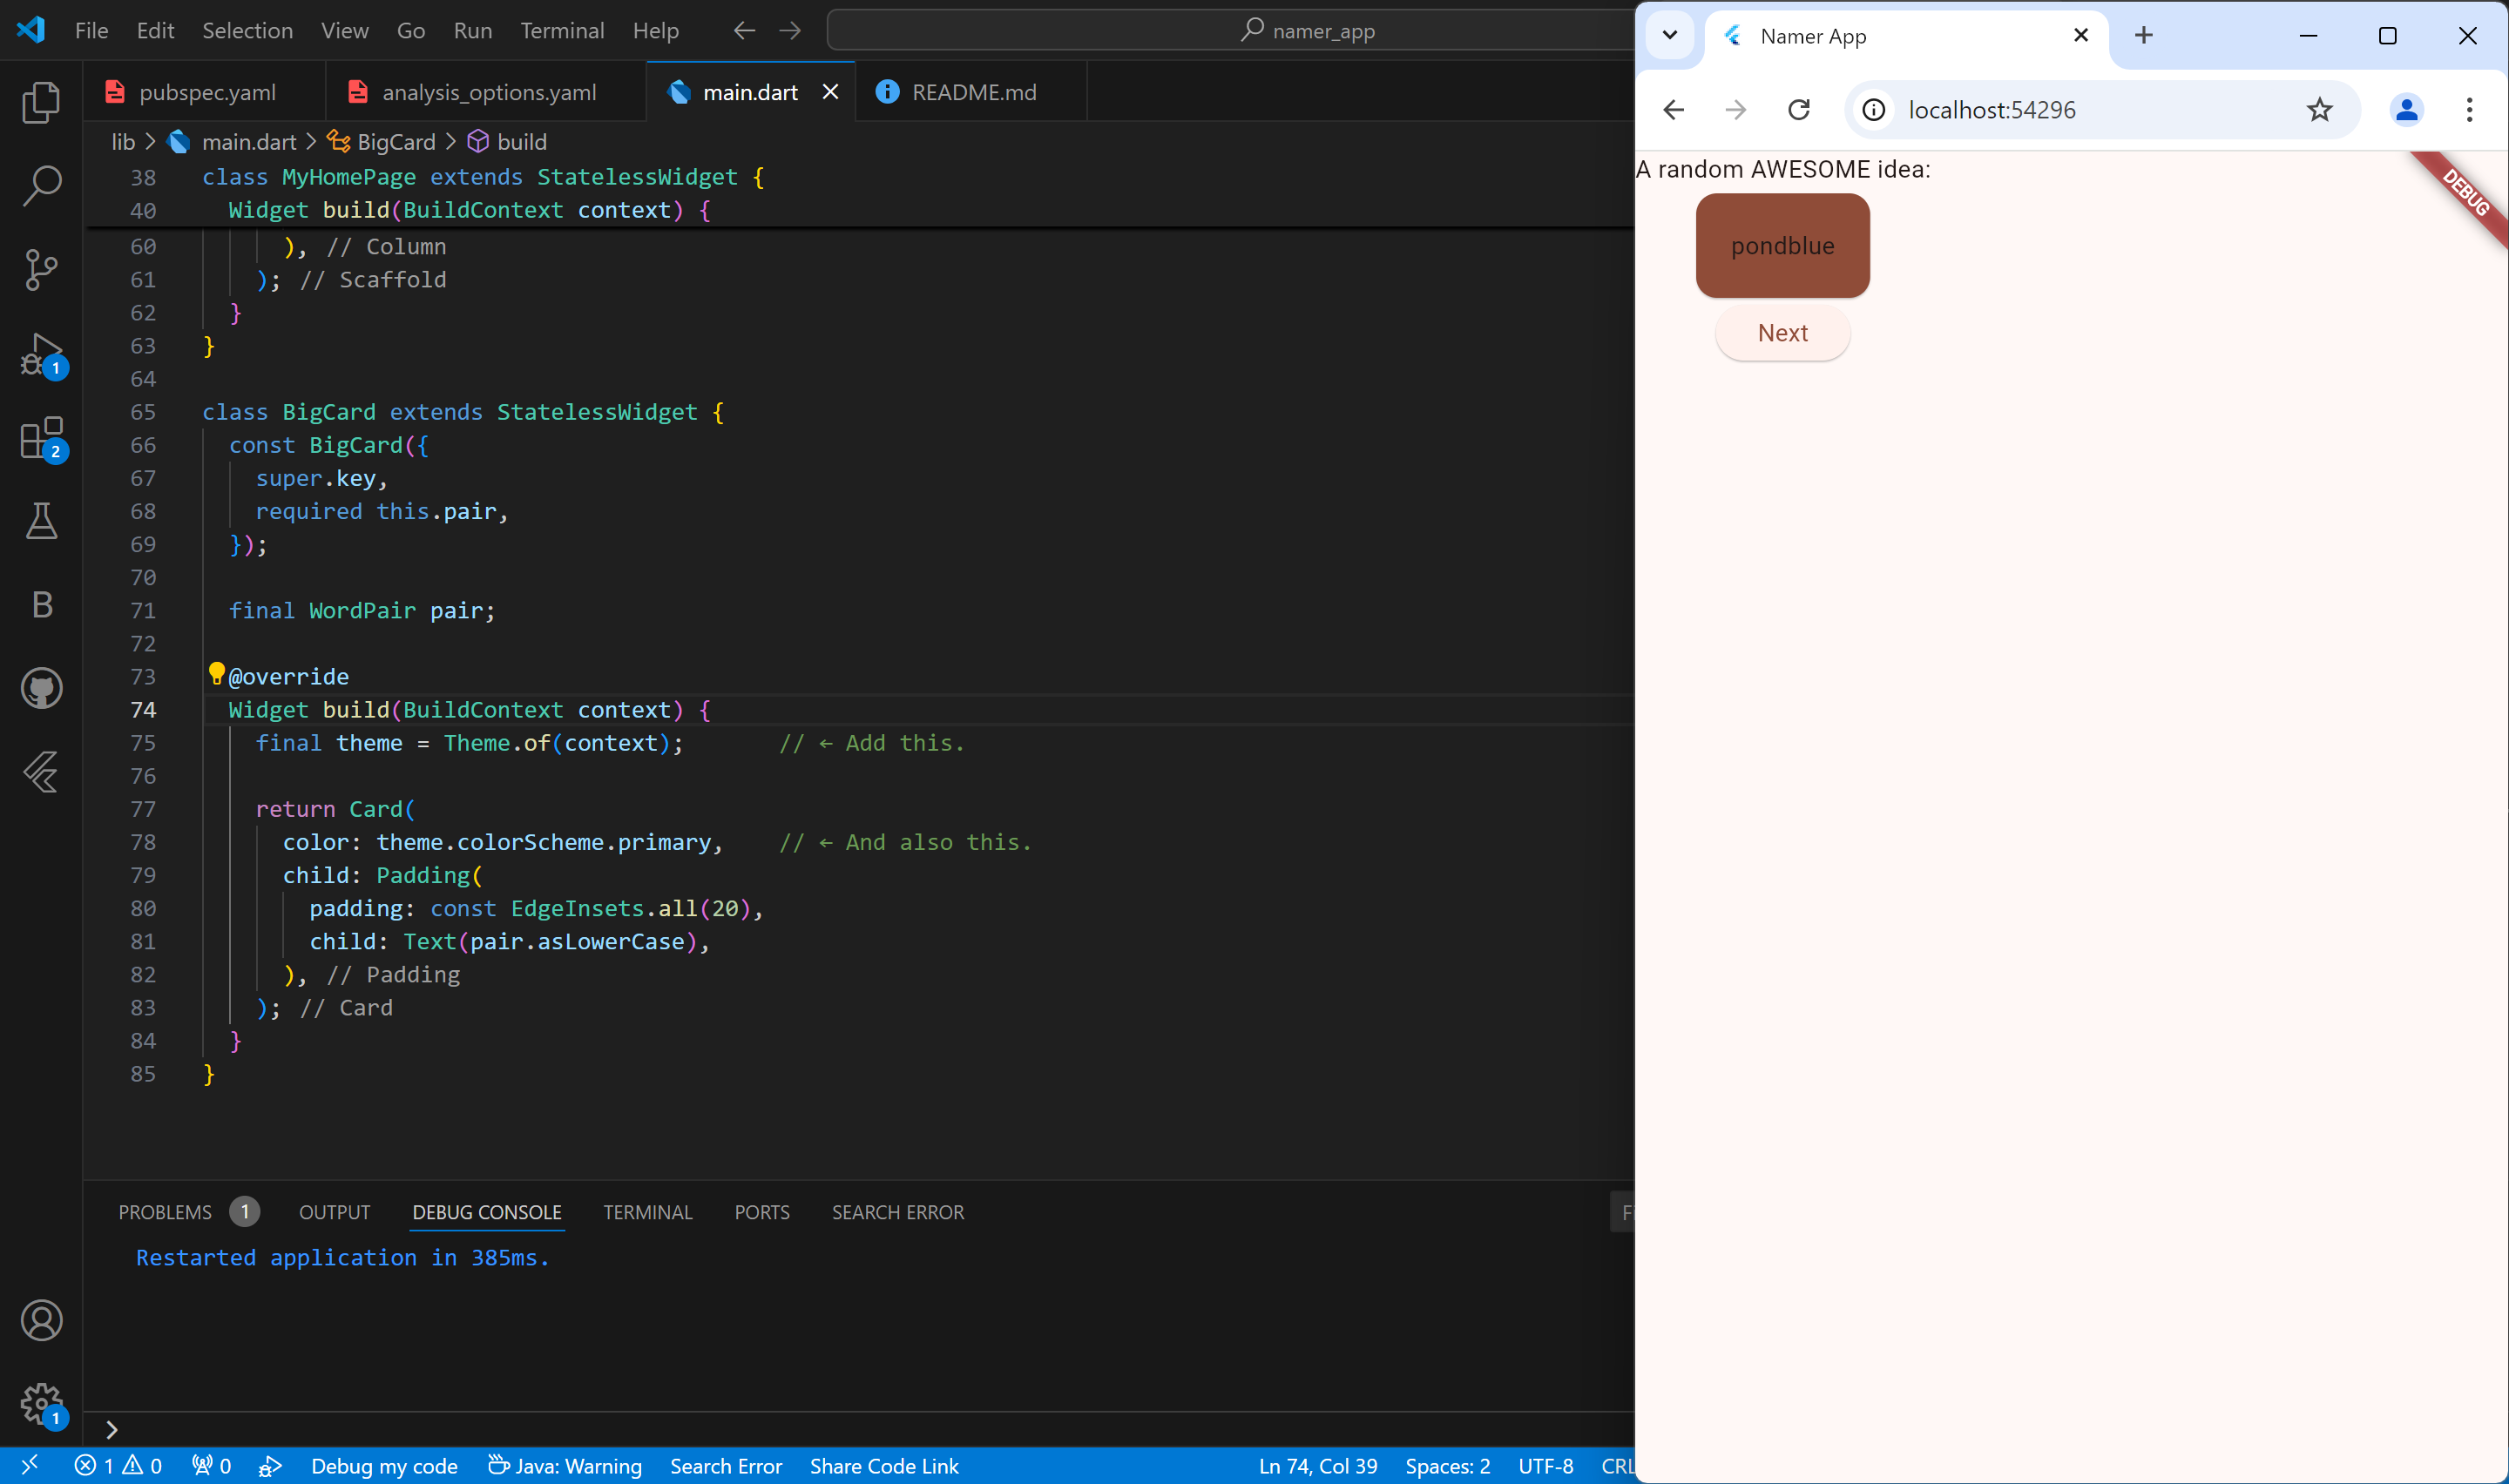 File Edit Selection View Go Run Terminal Help namer_app
pubspec.yaml analysis_options.yaml main.dart README.md
lib > main.dart > BigCard > build
38 class MyHomePage extends StatelessWidget {
40 Widget build(BuildContext context) {
60 ), // Column
61 ); // Scaffold
62 }
63 }
64
65 class BigCard extends StatelessWidget {
66 const BigCard({
67 super.key,
68 required this.pair,
69 });
70
71 final WordPair pair;
72
73 @override
74 Widget build(BuildContext context) {
75 final theme = Theme.of(context); // ← Add this.
76
77 return Card(
78 color: theme.colorScheme.primary, // ← And also this.
79 child: Padding(
80 padding: const EdgeInsets.all(20),
81 child: Text(pair.asLowerCase),
82 ), // Padding
83 ); // Card
84 }
85 }
1
2
B
1
PROBLEMS 1 OUTPUT DEBUG CONSOLE TERMINAL PORTS SEARCH ERROR
Restarted application in 385ms.
>
1 0 0 Debug my code Java: Warning Search Error Share Code Link Ln 74, Col 39 Spaces: 2 UTF-8 CRL
Namer App
localhost:54296
A random AWESOME idea:
DEBUG
pondblue
Next